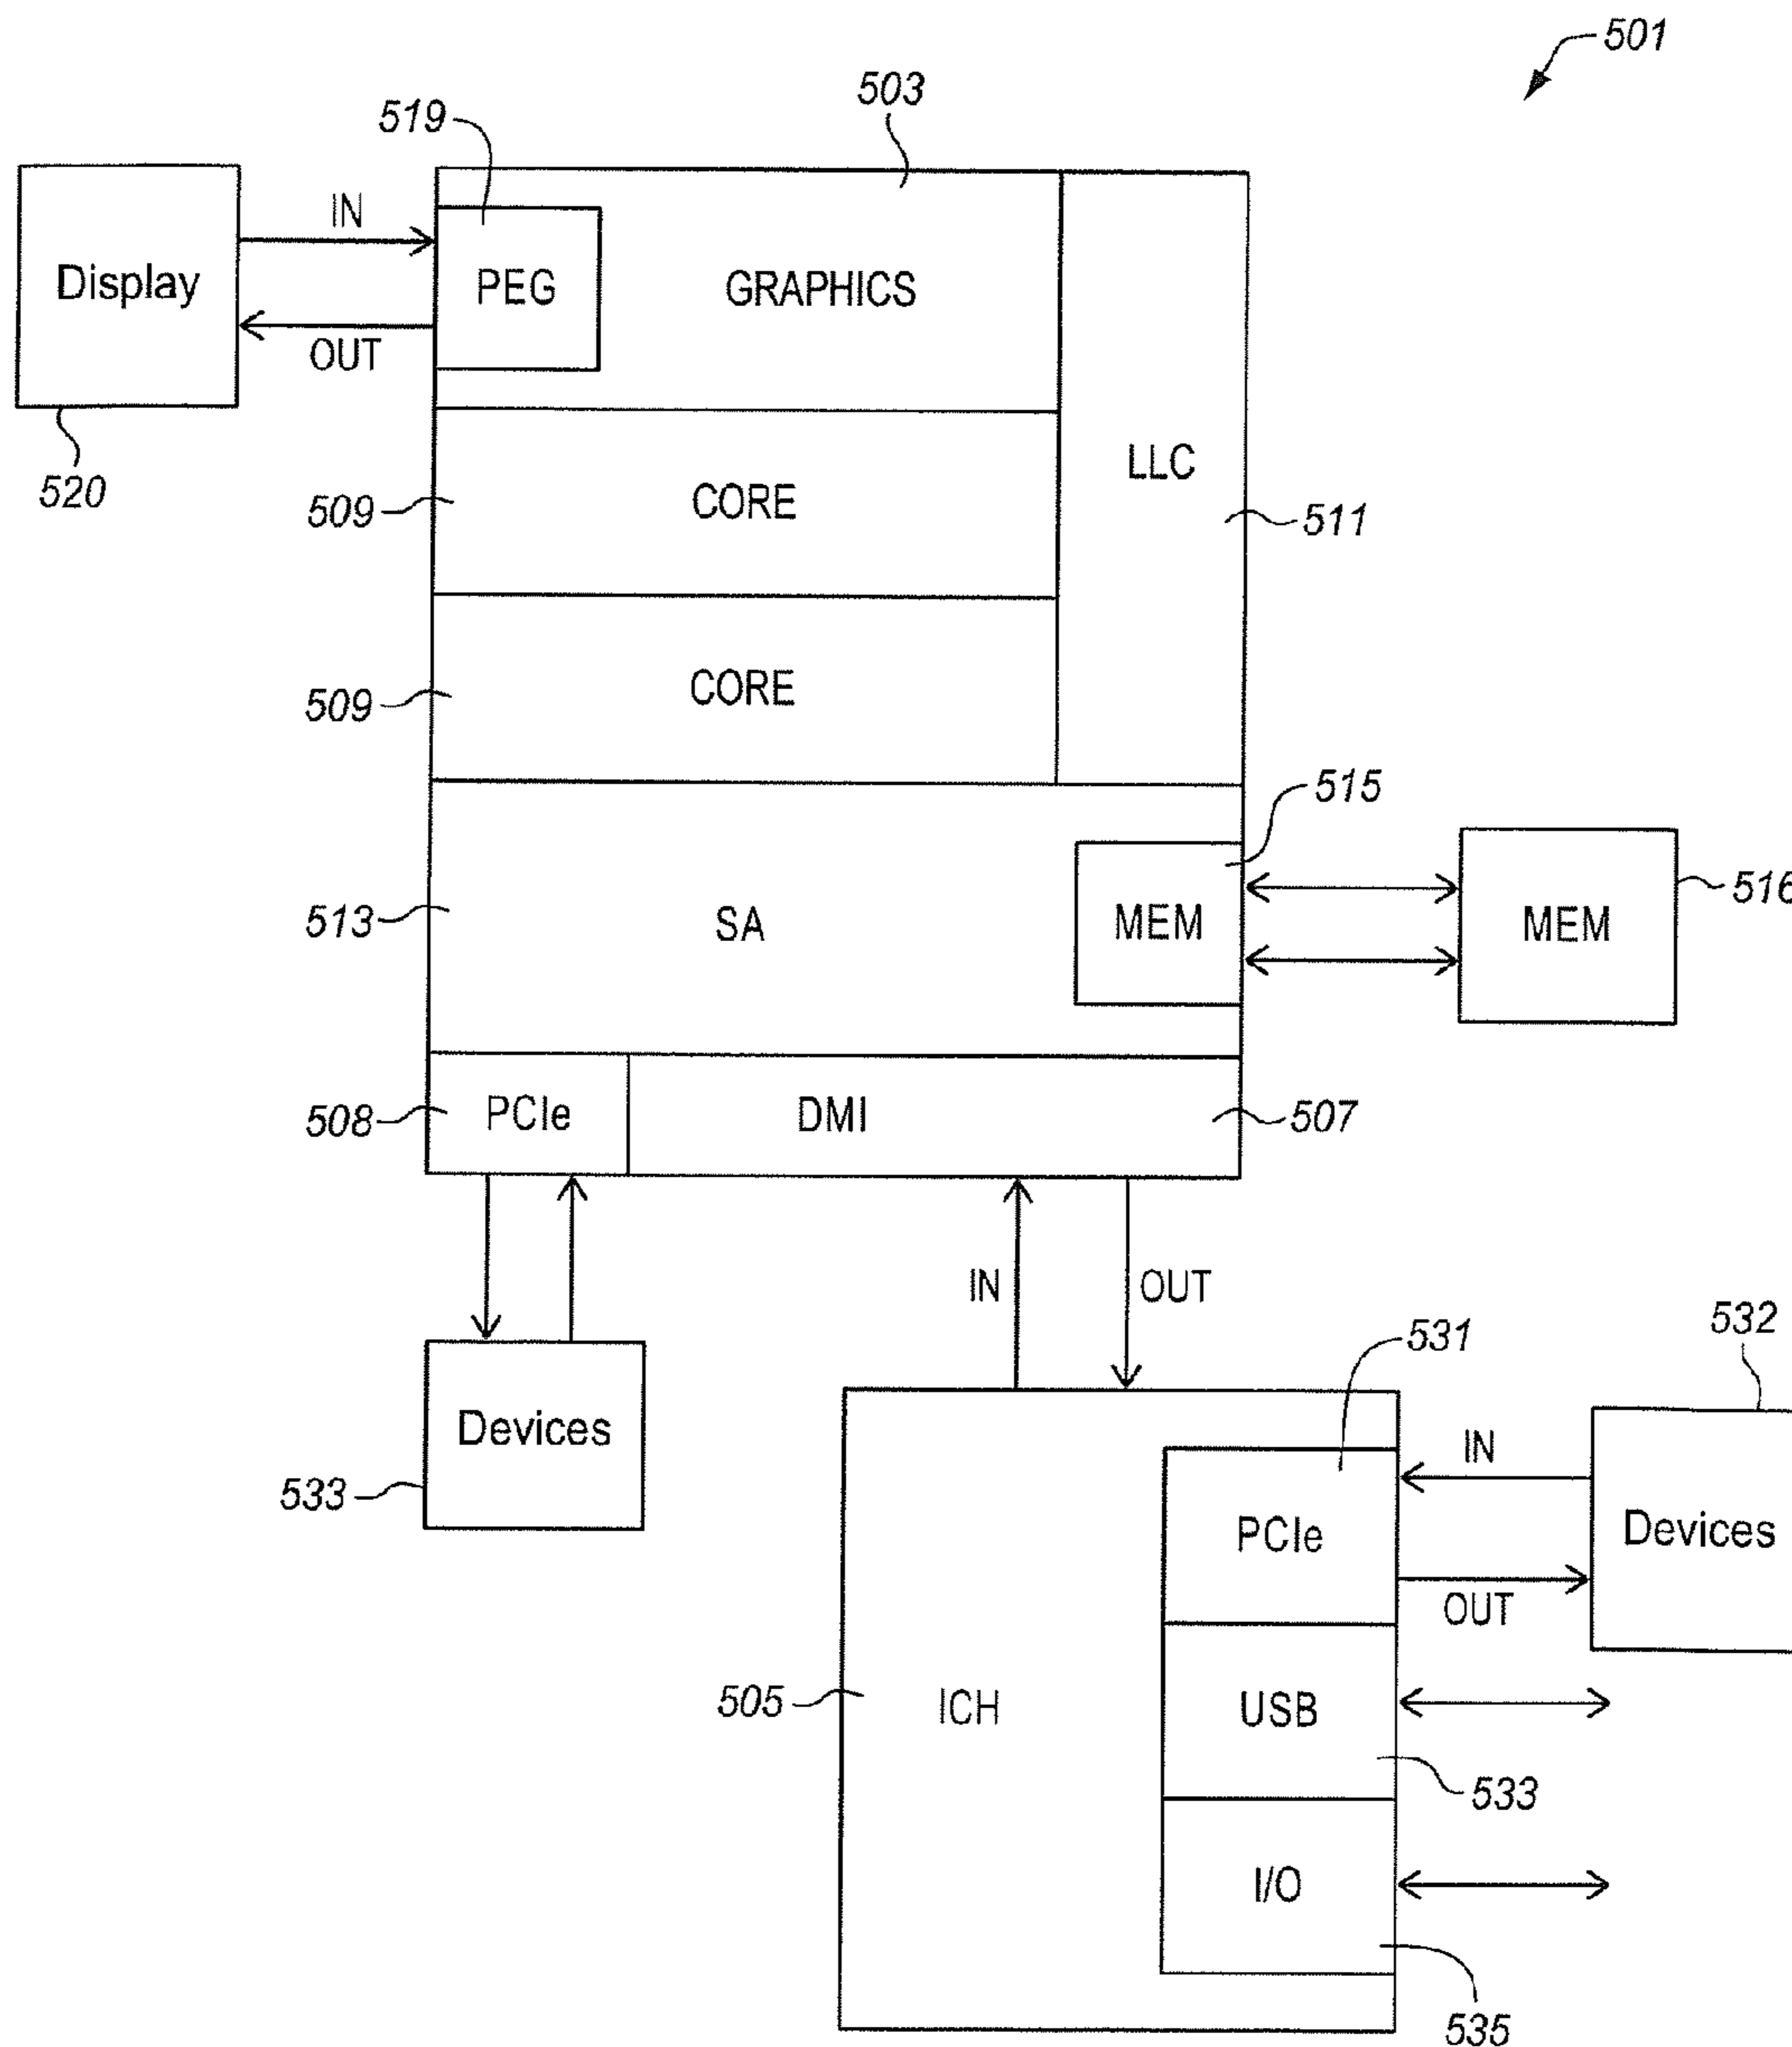 501
503
519
IN
Display
PEG
GRAPHICS
OUT
LLC
520
509
CORE
511
509
CORE
515
516
513
SA
MEM
MEM
508
PCIe
DMI
507
IN
OUT
531
532
Devices
IN
533
PCIe
Devices
OUT
505
ICH
USB
533
I/O
535